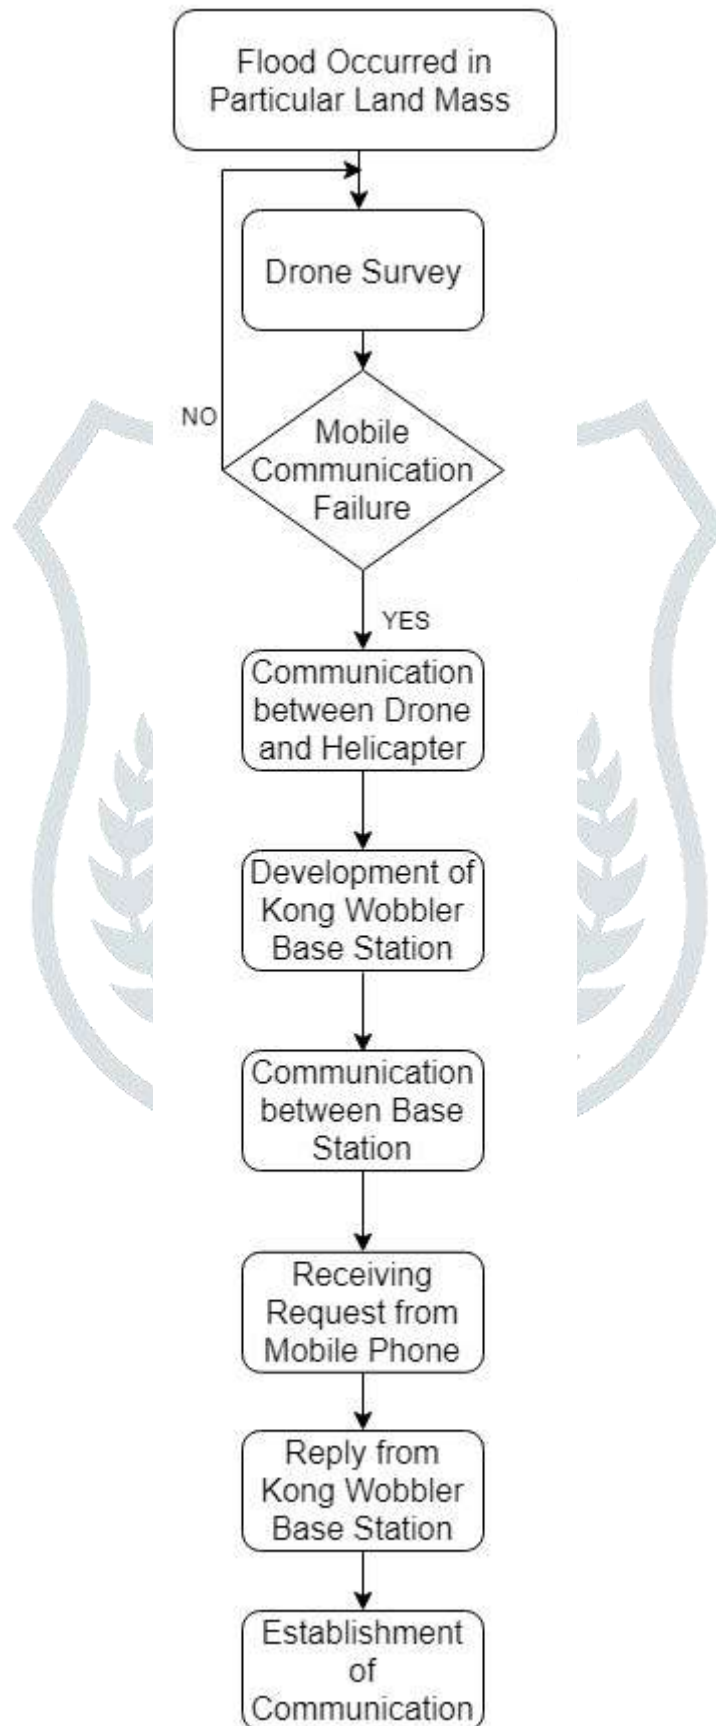 Flood Occurred in
Particular Land Mass
Drone Survey
NO
Mobile
Communication
Failure
YES
Communication
between Drone
and Helicapter
Development of
Kong Wobbler
Base Station
Communication
between Base
Station
Receiving
Request from
Mobile Phone
Reply from
Kong Wobbler
Base Station
Establishment
of
Communication